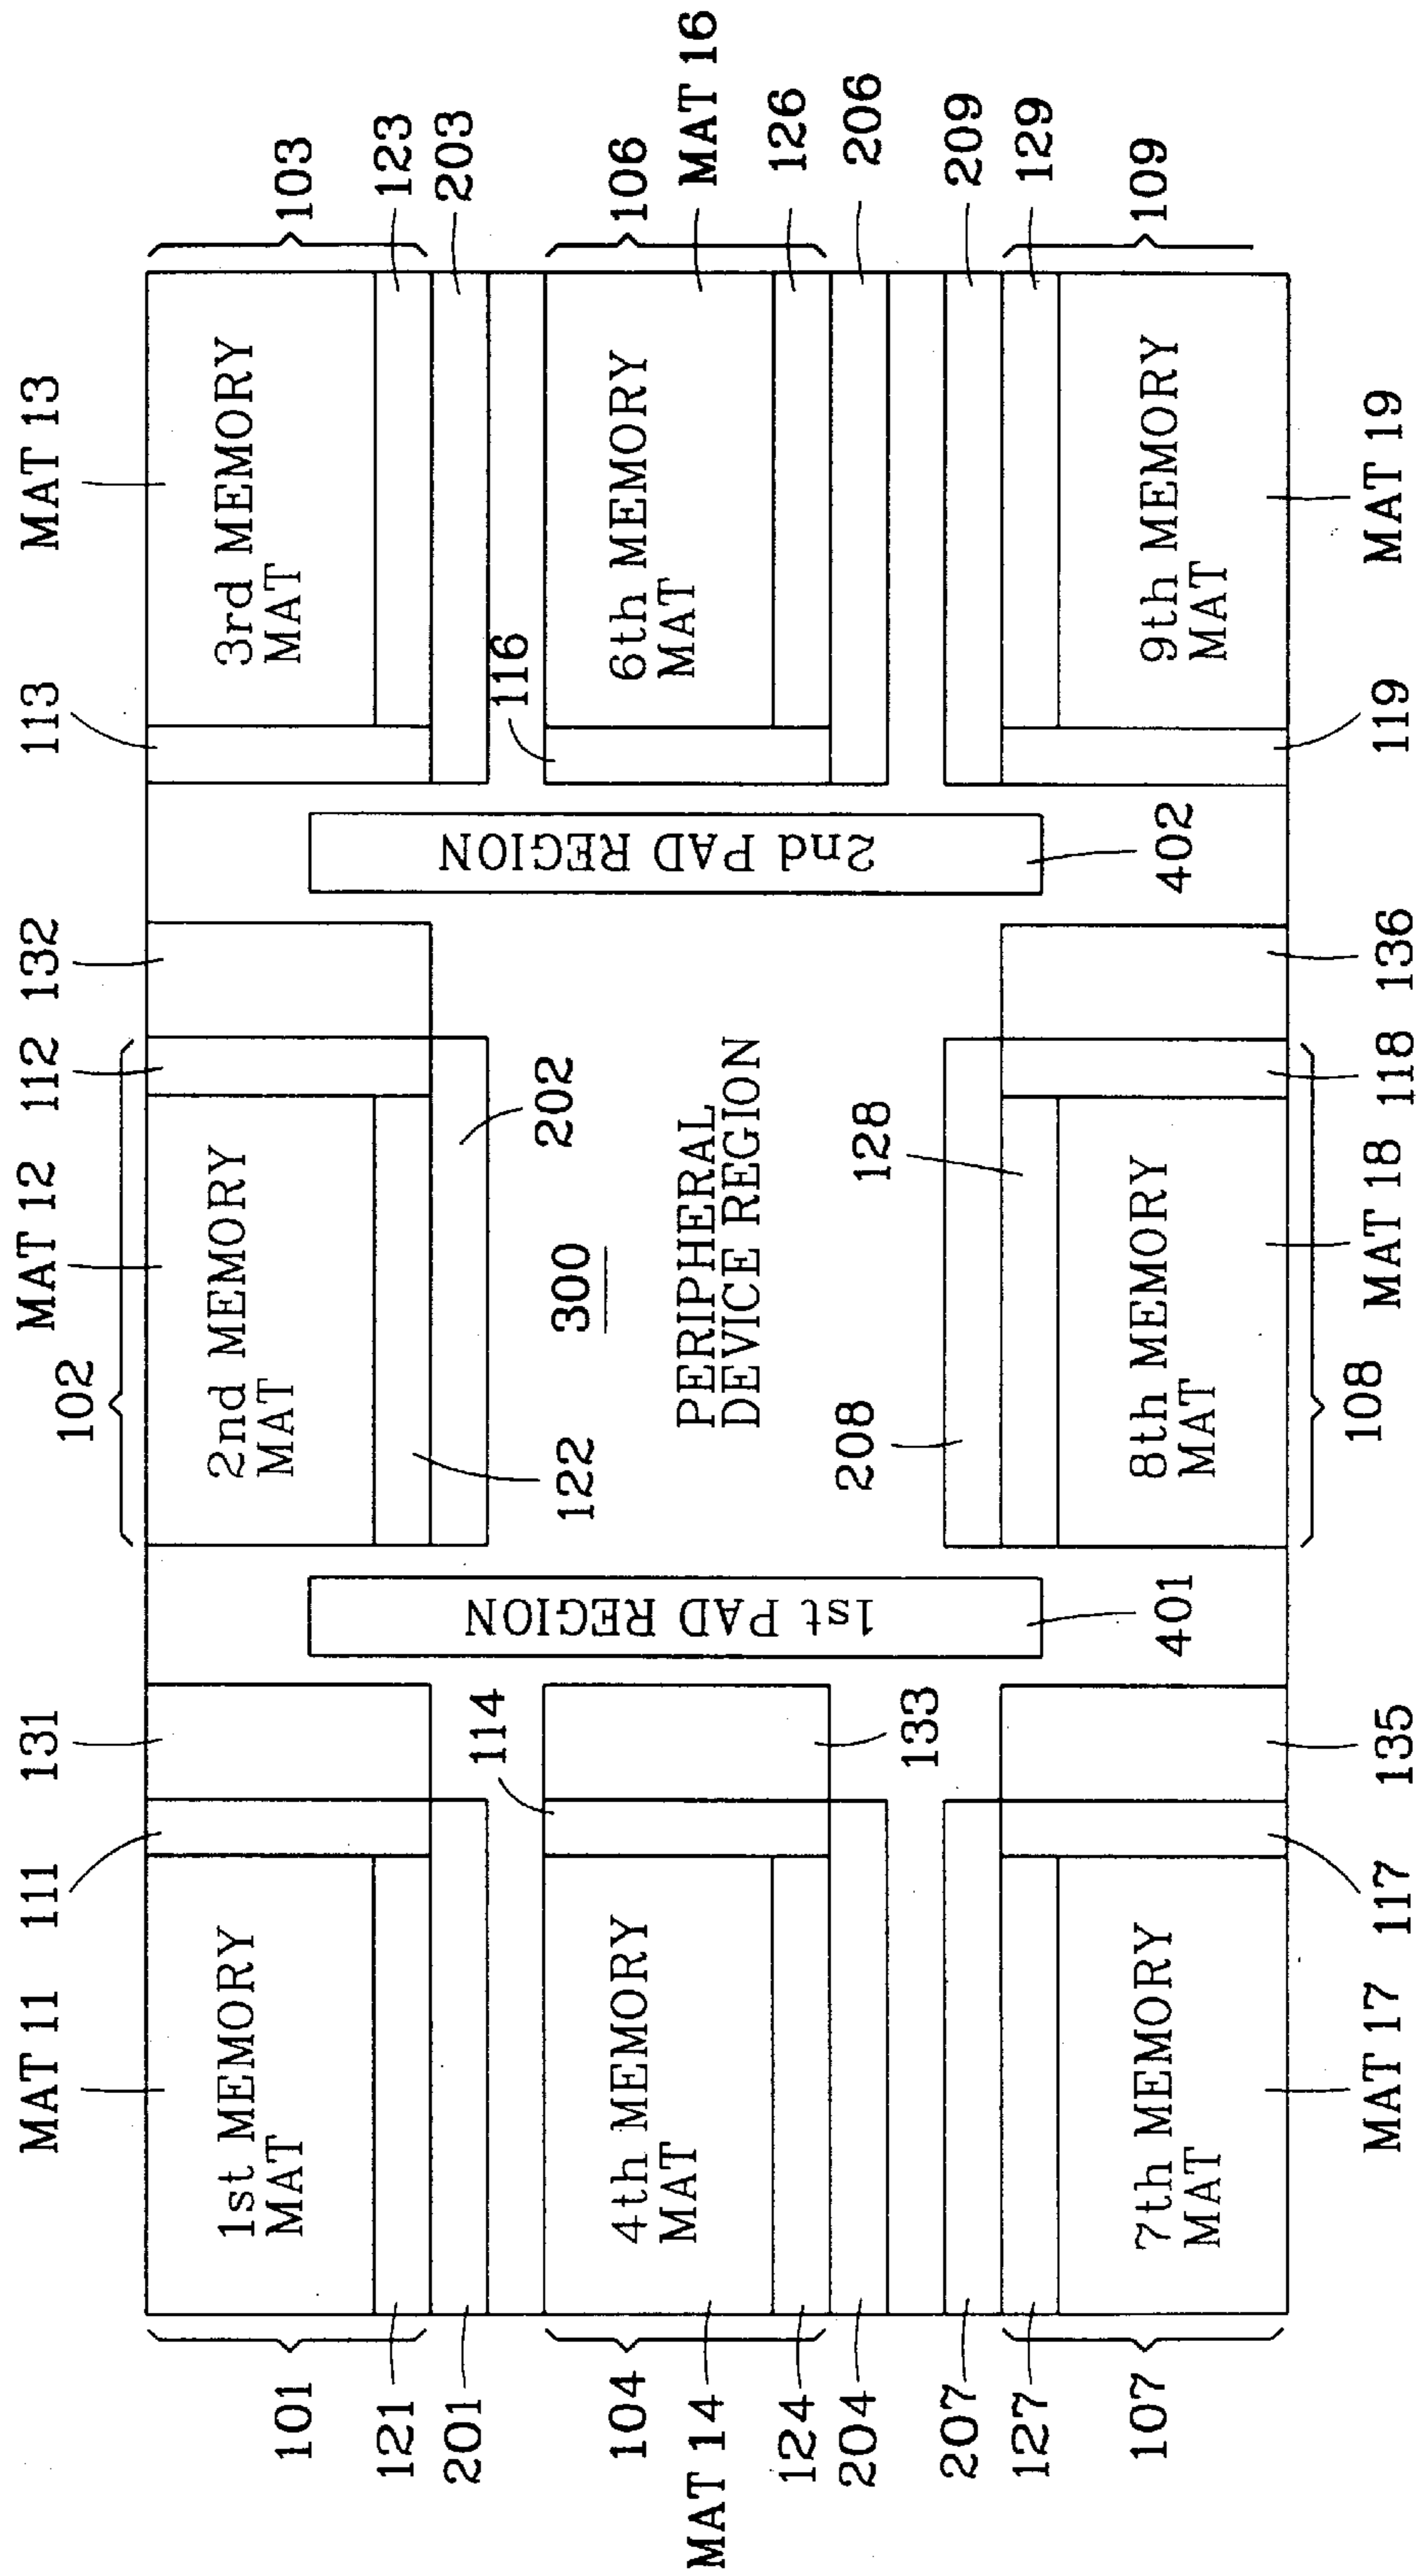 MAT 11
111
131
102
MAT 12
112
132
113
MAT 13
101
121
201
104
MAT 14
124
204
207
127
107
1st MEMORY
MAT
2nd MEMORY
MAT
3rd MEMORY
MAT
103
123
203
122
202
114
133
116
4th MEMORY
MAT
300
PERIPHERAL
DEVICE REGION
6th MEMORY
MAT
106
MAT 16
126
206
209
129
109
1st PAD REGION
2nd PAD REGION
208
128
401
402
7th MEMORY
MAT
8th MEMORY
MAT
9th MEMORY
MAT
MAT 17
117
135
108
MAT 18
118
136
119
MAT 19